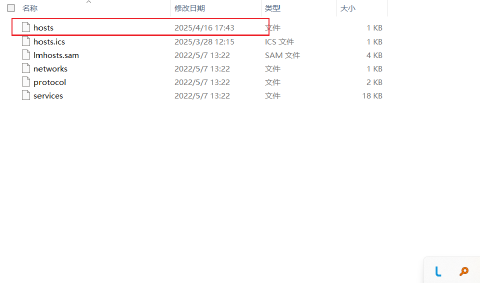 名称 修改日期 类型 大小
hosts 2025/4/16 17:43 文件 1 KB
hosts.ics 2025/3/28 12:15 ICS 文件 1 KB
lmhosts.sam 2022/5/7 13:22 SAM 文件 4 KB
networks 2022/5/7 13:22 文件 1 KB
protocol 2022/5/7 13:22 文件 2 KB
services 2022/5/7 13:22 文件 18 KB